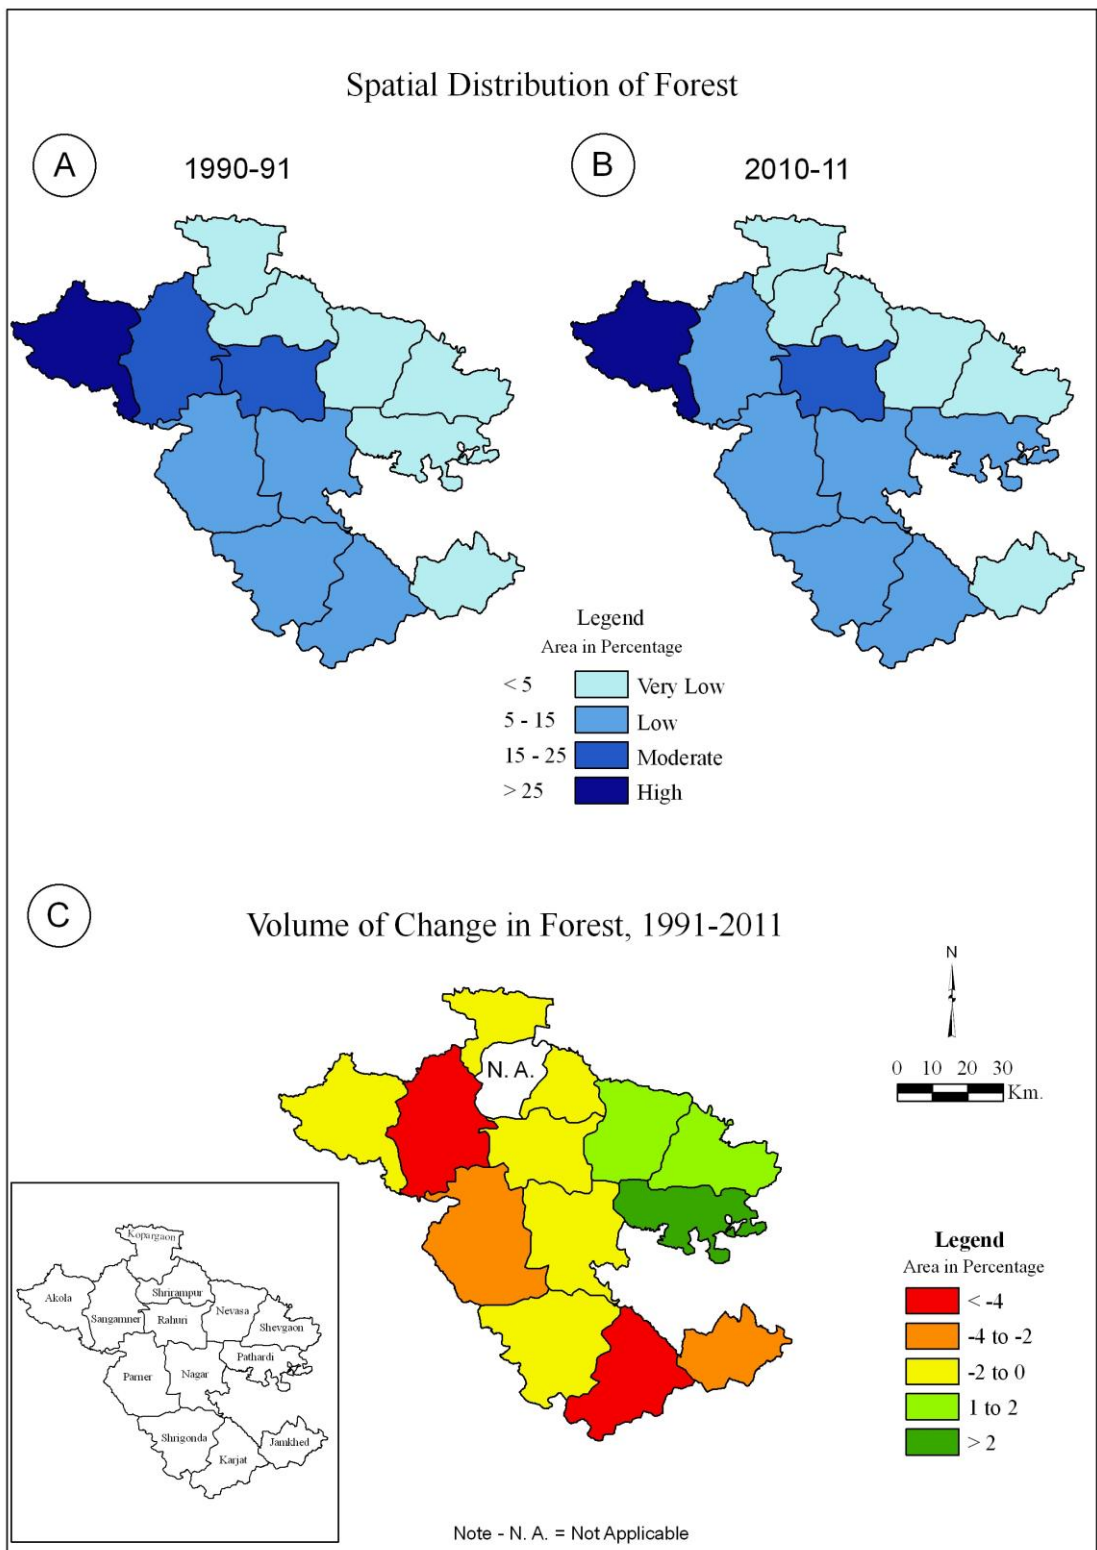 Spatial Distribution of Forest
A
1990-91
B
2010-11
Legend
Area in Percentage
< 5 Very Low
5 - 15 Low
15 - 25 Moderate
> 25 High
C
Volume of Change in Forest, 1991-2011
N
0 10 20 30
Km.
N. A.
Kopargaon
Akola
Sangamner
Shrirampur
Rahuri
Nevasa
Shevgaon
Pathardi
Parner
Nagar
Shrigonda
Karjat
Jamkhed
Legend
Area in Percentage
< -4
-4 to -2
-2 to 0
1 to 2
> 2
Note - N. A. = Not Applicable